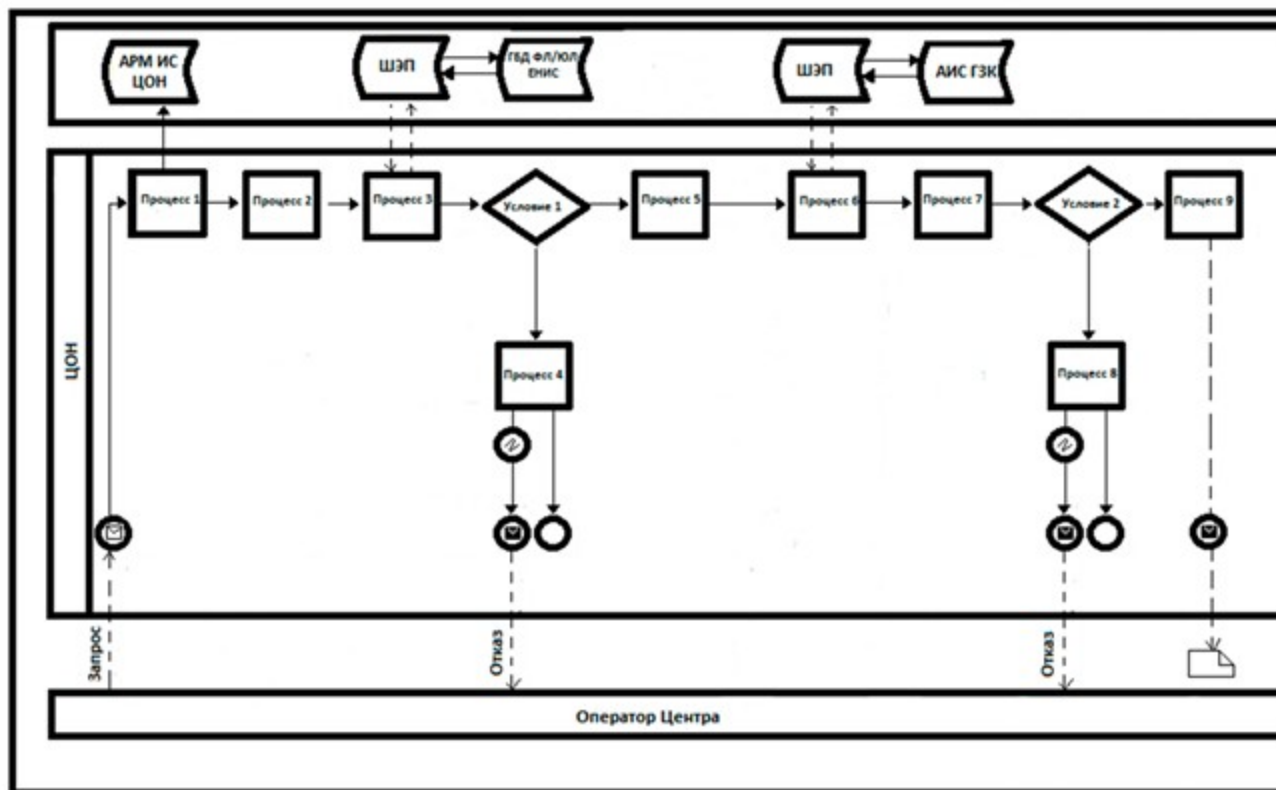 АРМ ИС
ЦОН
ШЭП
ГБД ФЛ/ЮЛ
ЕНИС
ШЭП
АИС ГЗК
ЦОН
Процесс 1
Процесс 2
Процесс 3
Условие 1
Процесс 5
Процесс 6
Процесс 7
Условие 2
Процесс 9
Процесс 4
Процесс 8
Запрос
Отказ
Отказ
Оператор Центра